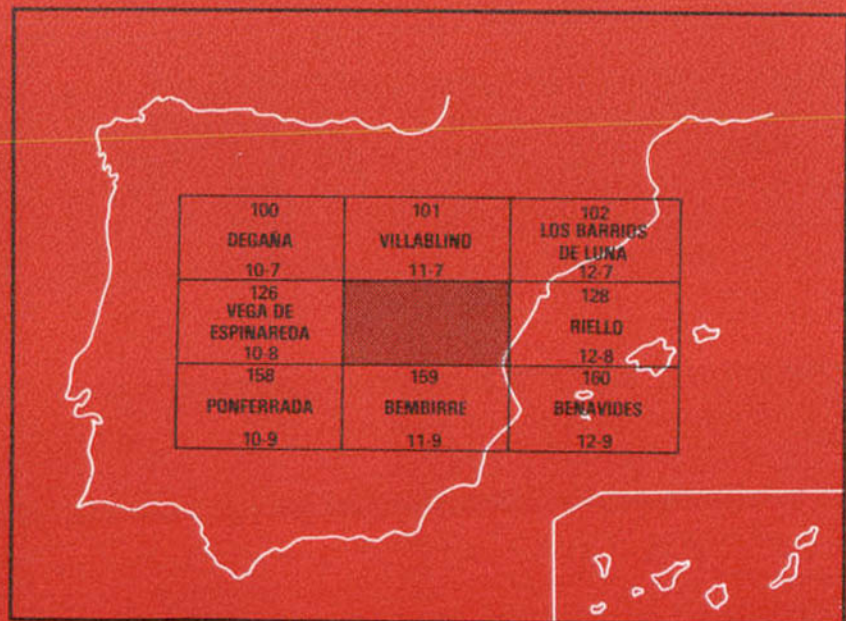 100
DEGAÑA
10-7
101
VILLABLINO
11-7
102
LOS BARRIOS
DE LUNA
12-7
126
VEGA DE
ESPINAREDA
10-8
128
RIELLO
12-8
158
PONFERRADA
10-9
159
BEMBIRRE
11-9
160
BENAVIDES
12-9